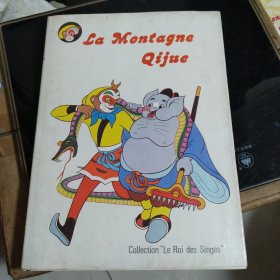 La Montagne
Qijue
Collection "Le Roi des Singes"